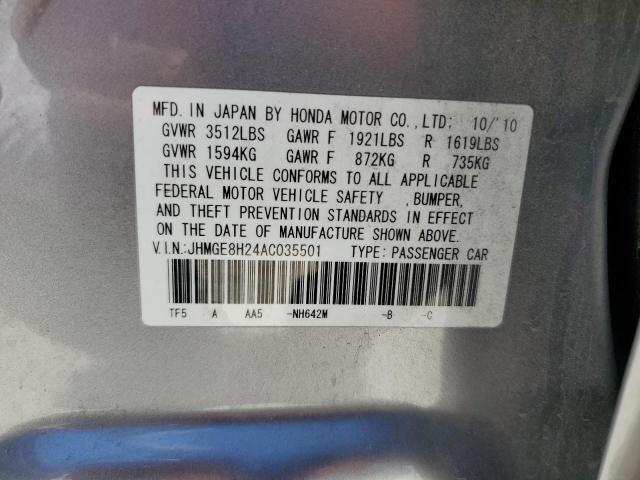 MFD. IN JAPAN BY HONDA MOTOR CO.,LTD; 10/'10
GVWR 3512LBS GAWR F 1921LBS R 1619LBS
GVWR 1594KG GAWR F 872KG R 735KG
THIS VEHICLE CONFORMS TO ALL APPLICABLE
FEDERAL MOTOR VEHICLE SAFETY ,BUMPER,
AND THEFT PREVENTION STANDARDS IN EFFECT
ON THE DATE OF MANUFACTURE SHOWN ABOVE.
V.I.N.:JHMGE8H24AC035501 TYPE: PASSENGER CAR
TF5 A AA5 -NH642M -B -C